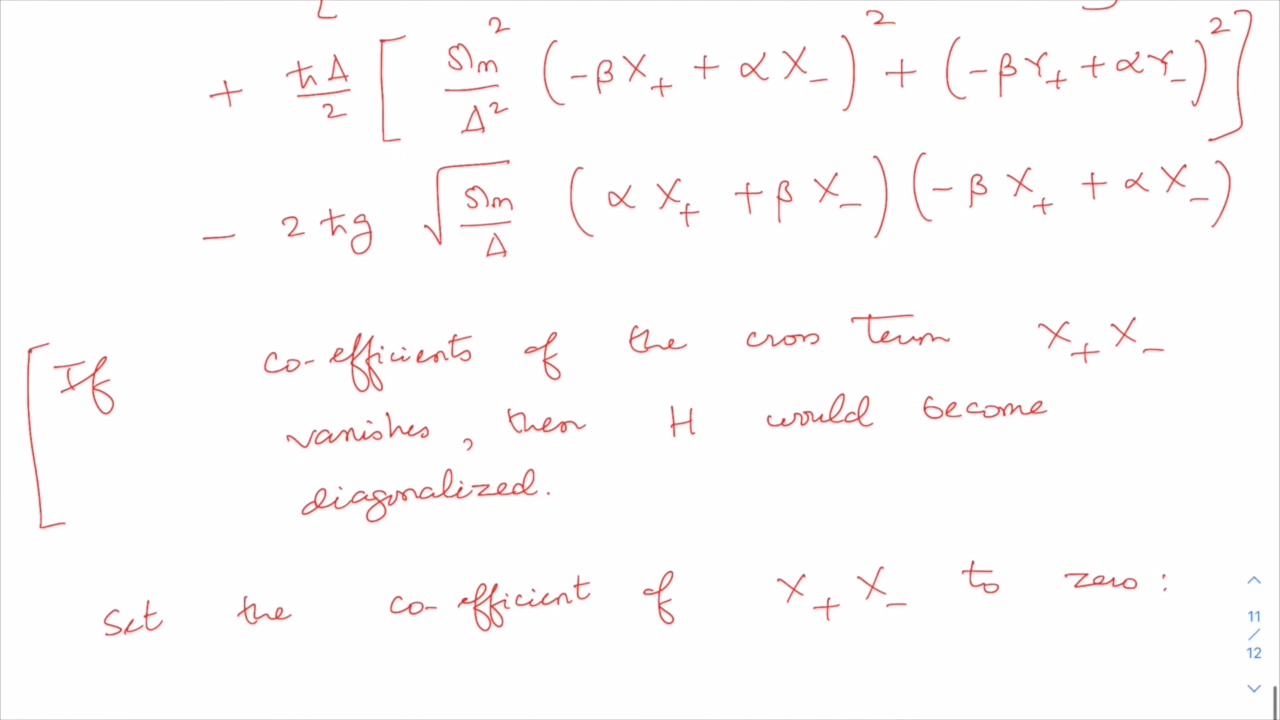 + ħΔ/2 [ Ωm²/Δ² (-βX₊ + αX₋)² + (-βY₊ + αY₋)² ]
- 2ħg √(Ωm/Δ) (αX₊ + βX₋)(-βX₊ + αX₋)
If co-efficients of the cross term X₊X₋
vanishes, then H would become
diagonalized.
Set the co-efficient of X₊X₋ to zero:
11
/
12